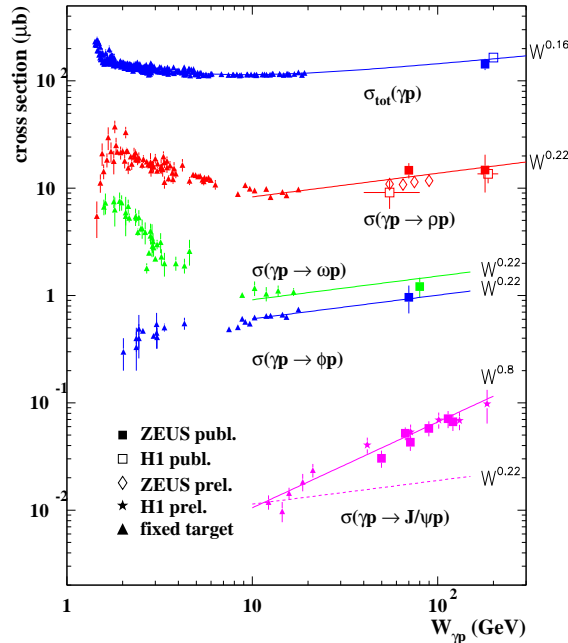 cross section (μb)
10²
10
1
10⁻¹
10⁻²
W^0.16
σ_tot(γp)
W^0.22
σ(γp → ρp)
σ(γp → ωp)
W^0.22
W^0.22
σ(γp → ϕp)
W^0.8
■ ZEUS publ.
□ H1 publ.
◇ ZEUS prel.
★ H1 prel.
▲ fixed target
W^0.22
σ(γp → J/ψp)
1 10 10²
W_γp (GeV)